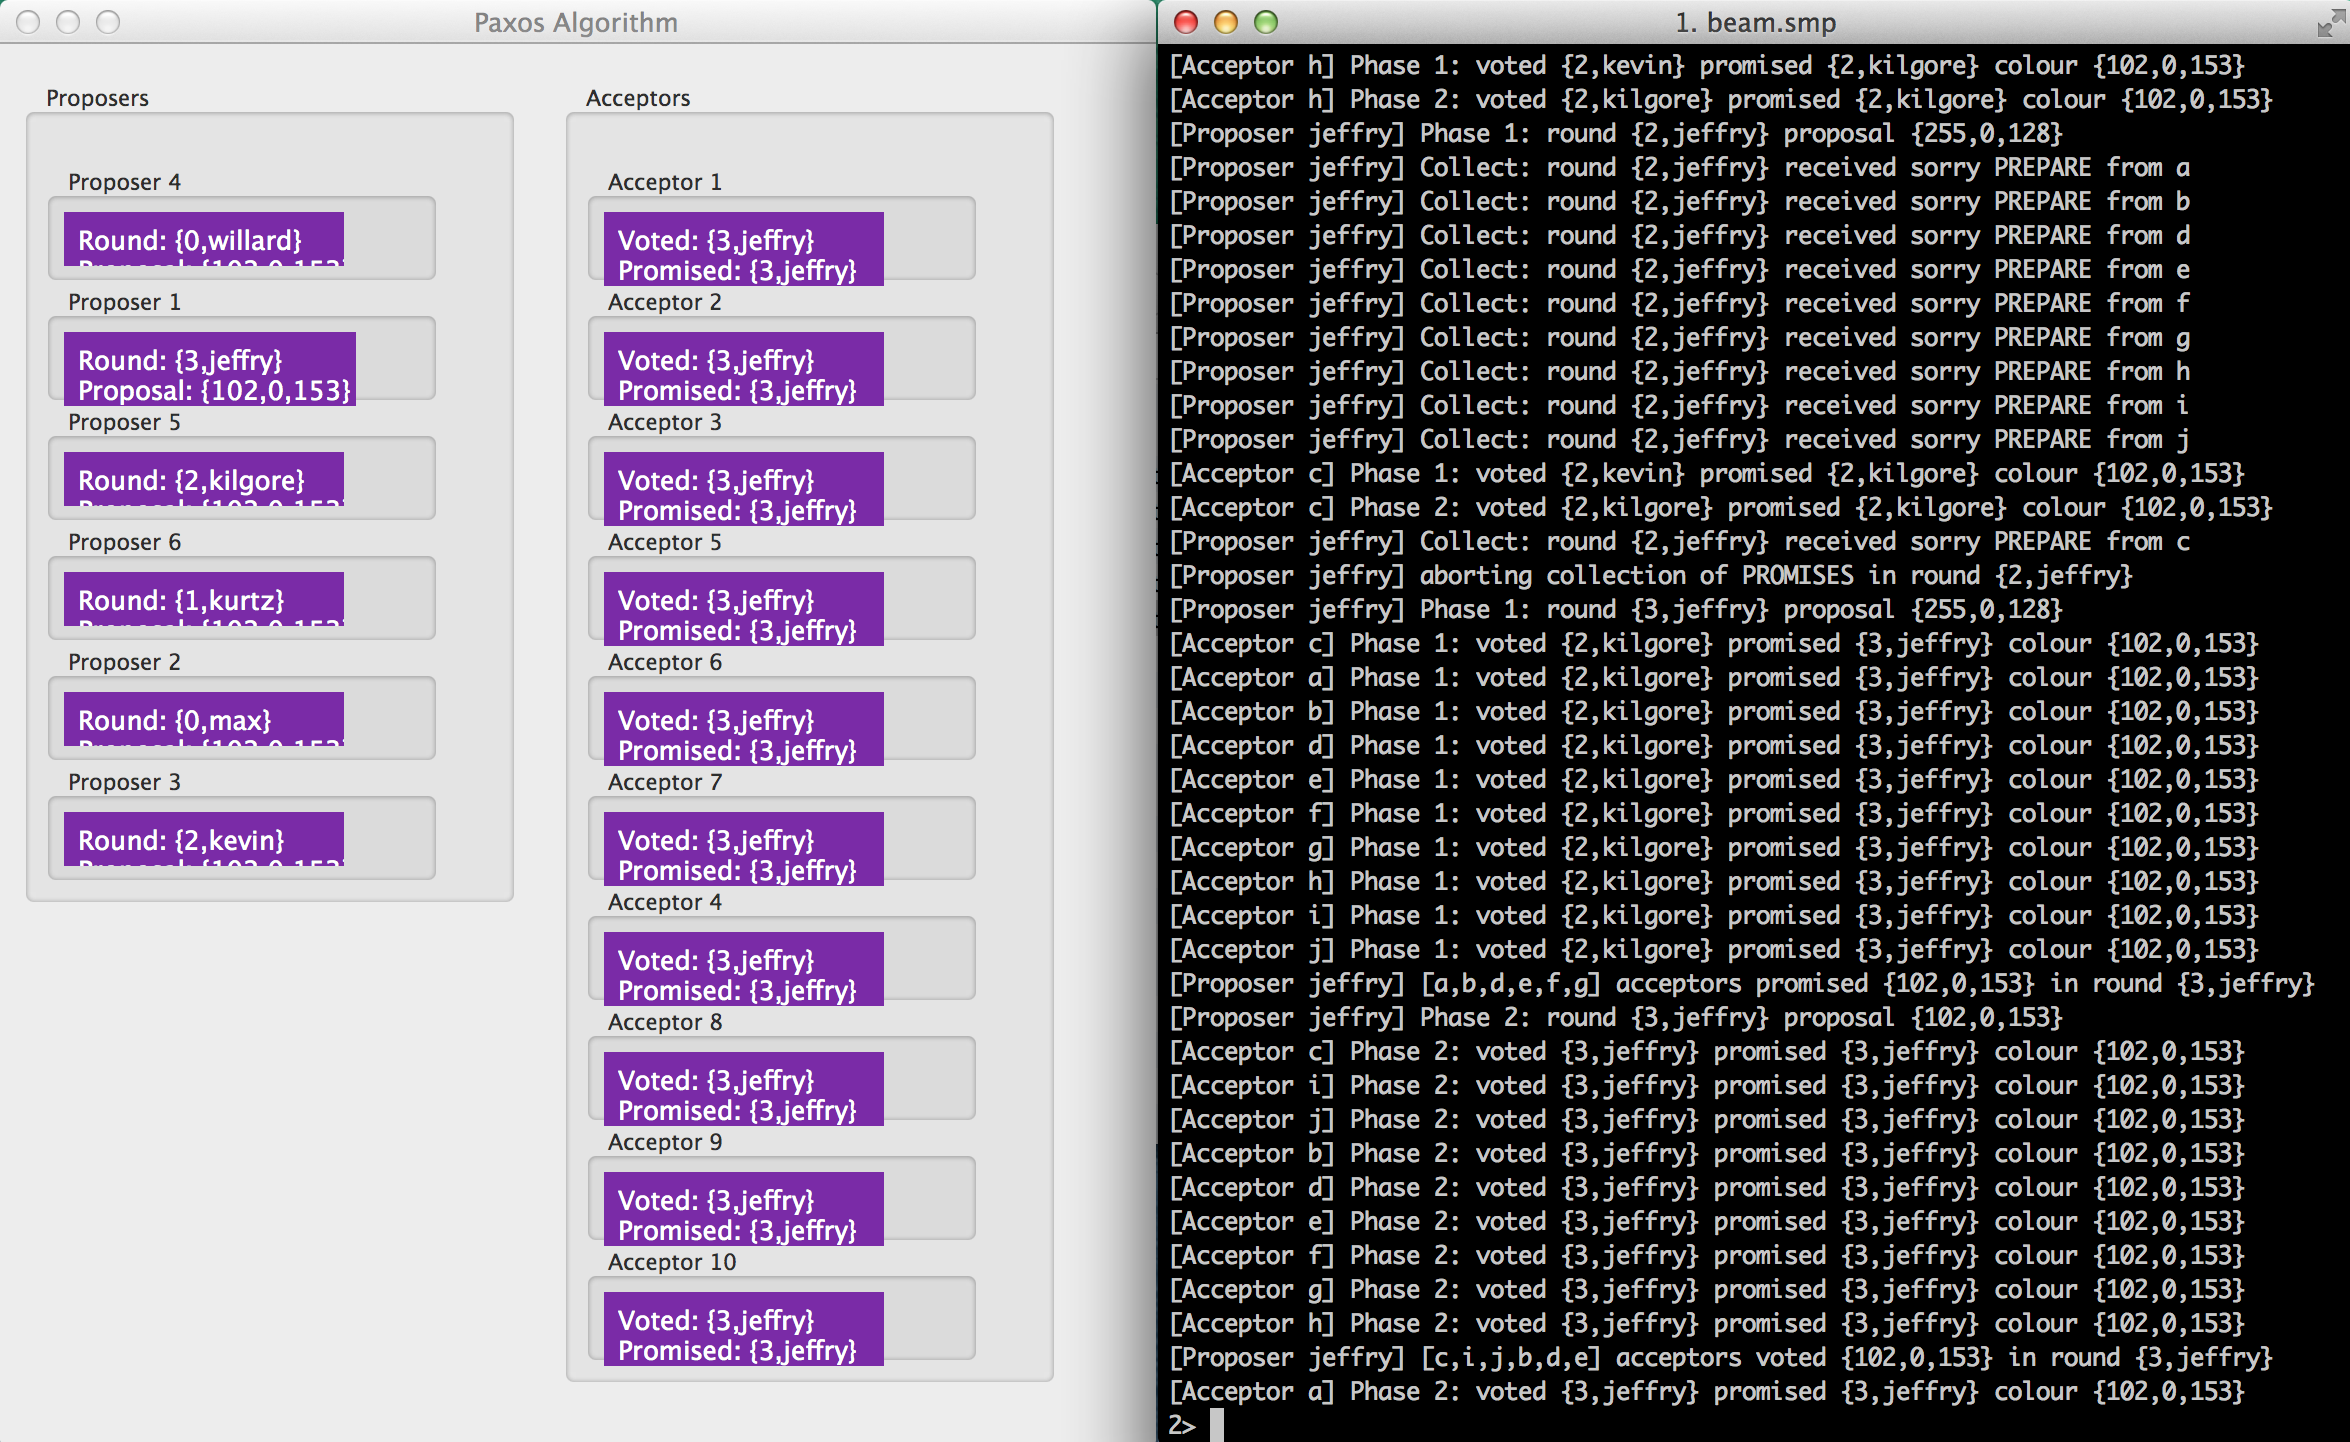 Paxos Algorithm
Proposers
Proposer 4
Round: {0,willard}
Proposal: {102,0,153}
Proposer 1
Round: {3,jeffry}
Proposal: {102,0,153}
Proposer 5
Round: {2,kilgore}
Proposal: {102,0,153}
Proposer 6
Round: {1,kurtz}
Proposal: {102,0,153}
Proposer 2
Round: {0,max}
Proposal: {102,0,153}
Proposer 3
Round: {2,kevin}
Proposal: {102,0,153}
Acceptors
Acceptor 1
Voted: {3,jeffry}
Promised: {3,jeffry}
Acceptor 2
Voted: {3,jeffry}
Promised: {3,jeffry}
Acceptor 3
Voted: {3,jeffry}
Promised: {3,jeffry}
Acceptor 5
Voted: {3,jeffry}
Promised: {3,jeffry}
Acceptor 6
Voted: {3,jeffry}
Promised: {3,jeffry}
Acceptor 7
Voted: {3,jeffry}
Promised: {3,jeffry}
Acceptor 4
Voted: {3,jeffry}
Promised: {3,jeffry}
Acceptor 8
Voted: {3,jeffry}
Promised: {3,jeffry}
Acceptor 9
Voted: {3,jeffry}
Promised: {3,jeffry}
Acceptor 10
Voted: {3,jeffry}
Promised: {3,jeffry}
1. beam.smp
[Acceptor h] Phase 1: voted {2,kevin} promised {2,kilgore} colour {102,0,153}
[Acceptor h] Phase 2: voted {2,kilgore} promised {2,kilgore} colour {102,0,153}
[Proposer jeffry] Phase 1: round {2,jeffry} proposal {255,0,128}
[Proposer jeffry] Collect: round {2,jeffry} received sorry PREPARE from a
[Proposer jeffry] Collect: round {2,jeffry} received sorry PREPARE from b
[Proposer jeffry] Collect: round {2,jeffry} received sorry PREPARE from d
[Proposer jeffry] Collect: round {2,jeffry} received sorry PREPARE from e
[Proposer jeffry] Collect: round {2,jeffry} received sorry PREPARE from f
[Proposer jeffry] Collect: round {2,jeffry} received sorry PREPARE from g
[Proposer jeffry] Collect: round {2,jeffry} received sorry PREPARE from h
[Proposer jeffry] Collect: round {2,jeffry} received sorry PREPARE from i
[Proposer jeffry] Collect: round {2,jeffry} received sorry PREPARE from j
[Acceptor c] Phase 1: voted {2,kevin} promised {2,kilgore} colour {102,0,153}
[Acceptor c] Phase 2: voted {2,kilgore} promised {2,kilgore} colour {102,0,153}
[Proposer jeffry] Collect: round {2,jeffry} received sorry PREPARE from c
[Proposer jeffry] aborting collection of PROMISES in round {2,jeffry}
[Proposer jeffry] Phase 1: round {3,jeffry} proposal {255,0,128}
[Acceptor c] Phase 1: voted {2,kilgore} promised {3,jeffry} colour {102,0,153}
[Acceptor a] Phase 1: voted {2,kilgore} promised {3,jeffry} colour {102,0,153}
[Acceptor b] Phase 1: voted {2,kilgore} promised {3,jeffry} colour {102,0,153}
[Acceptor d] Phase 1: voted {2,kilgore} promised {3,jeffry} colour {102,0,153}
[Acceptor e] Phase 1: voted {2,kilgore} promised {3,jeffry} colour {102,0,153}
[Acceptor f] Phase 1: voted {2,kilgore} promised {3,jeffry} colour {102,0,153}
[Acceptor g] Phase 1: voted {2,kilgore} promised {3,jeffry} colour {102,0,153}
[Acceptor h] Phase 1: voted {2,kilgore} promised {3,jeffry} colour {102,0,153}
[Acceptor i] Phase 1: voted {2,kilgore} promised {3,jeffry} colour {102,0,153}
[Acceptor j] Phase 1: voted {2,kilgore} promised {3,jeffry} colour {102,0,153}
[Proposer jeffry] [a,b,d,e,f,g] acceptors promised {102,0,153} in round {3,jeffry}
[Proposer jeffry] Phase 2: round {3,jeffry} proposal {102,0,153}
[Acceptor c] Phase 2: voted {3,jeffry} promised {3,jeffry} colour {102,0,153}
[Acceptor i] Phase 2: voted {3,jeffry} promised {3,jeffry} colour {102,0,153}
[Acceptor j] Phase 2: voted {3,jeffry} promised {3,jeffry} colour {102,0,153}
[Acceptor b] Phase 2: voted {3,jeffry} promised {3,jeffry} colour {102,0,153}
[Acceptor d] Phase 2: voted {3,jeffry} promised {3,jeffry} colour {102,0,153}
[Acceptor e] Phase 2: voted {3,jeffry} promised {3,jeffry} colour {102,0,153}
[Acceptor f] Phase 2: voted {3,jeffry} promised {3,jeffry} colour {102,0,153}
[Acceptor g] Phase 2: voted {3,jeffry} promised {3,jeffry} colour {102,0,153}
[Acceptor h] Phase 2: voted {3,jeffry} promised {3,jeffry} colour {102,0,153}
[Proposer jeffry] [c,i,j,b,d,e] acceptors voted {102,0,153} in round {3,jeffry}
[Acceptor a] Phase 2: voted {3,jeffry} promised {3,jeffry} colour {102,0,153}
2>